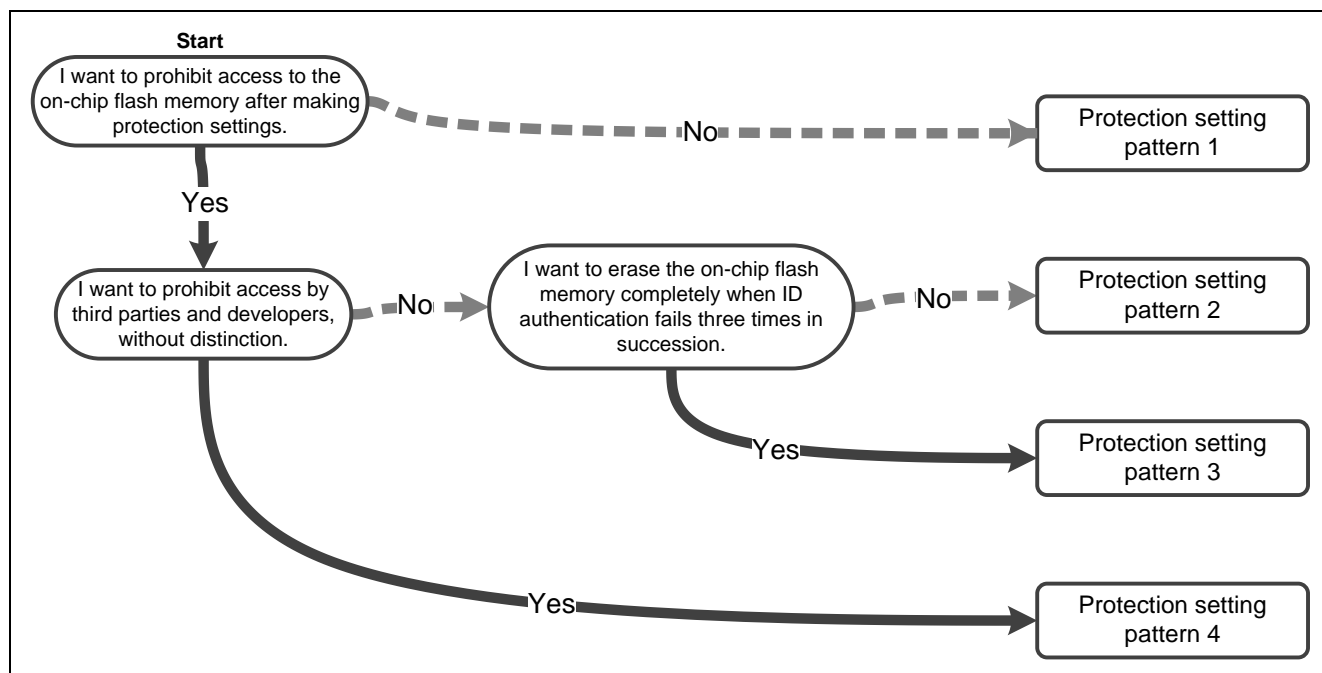 Start
I want to prohibit access to the
on-chip flash memory after making
protection settings.
No
Protection setting
pattern 1
Yes
I want to prohibit access by
third parties and developers,
without distinction.
No
I want to erase the on-chip flash
memory completely when ID
authentication fails three times in
succession.
No
Protection setting
pattern 2
Yes
Protection setting
pattern 3
Yes
Protection setting
pattern 4